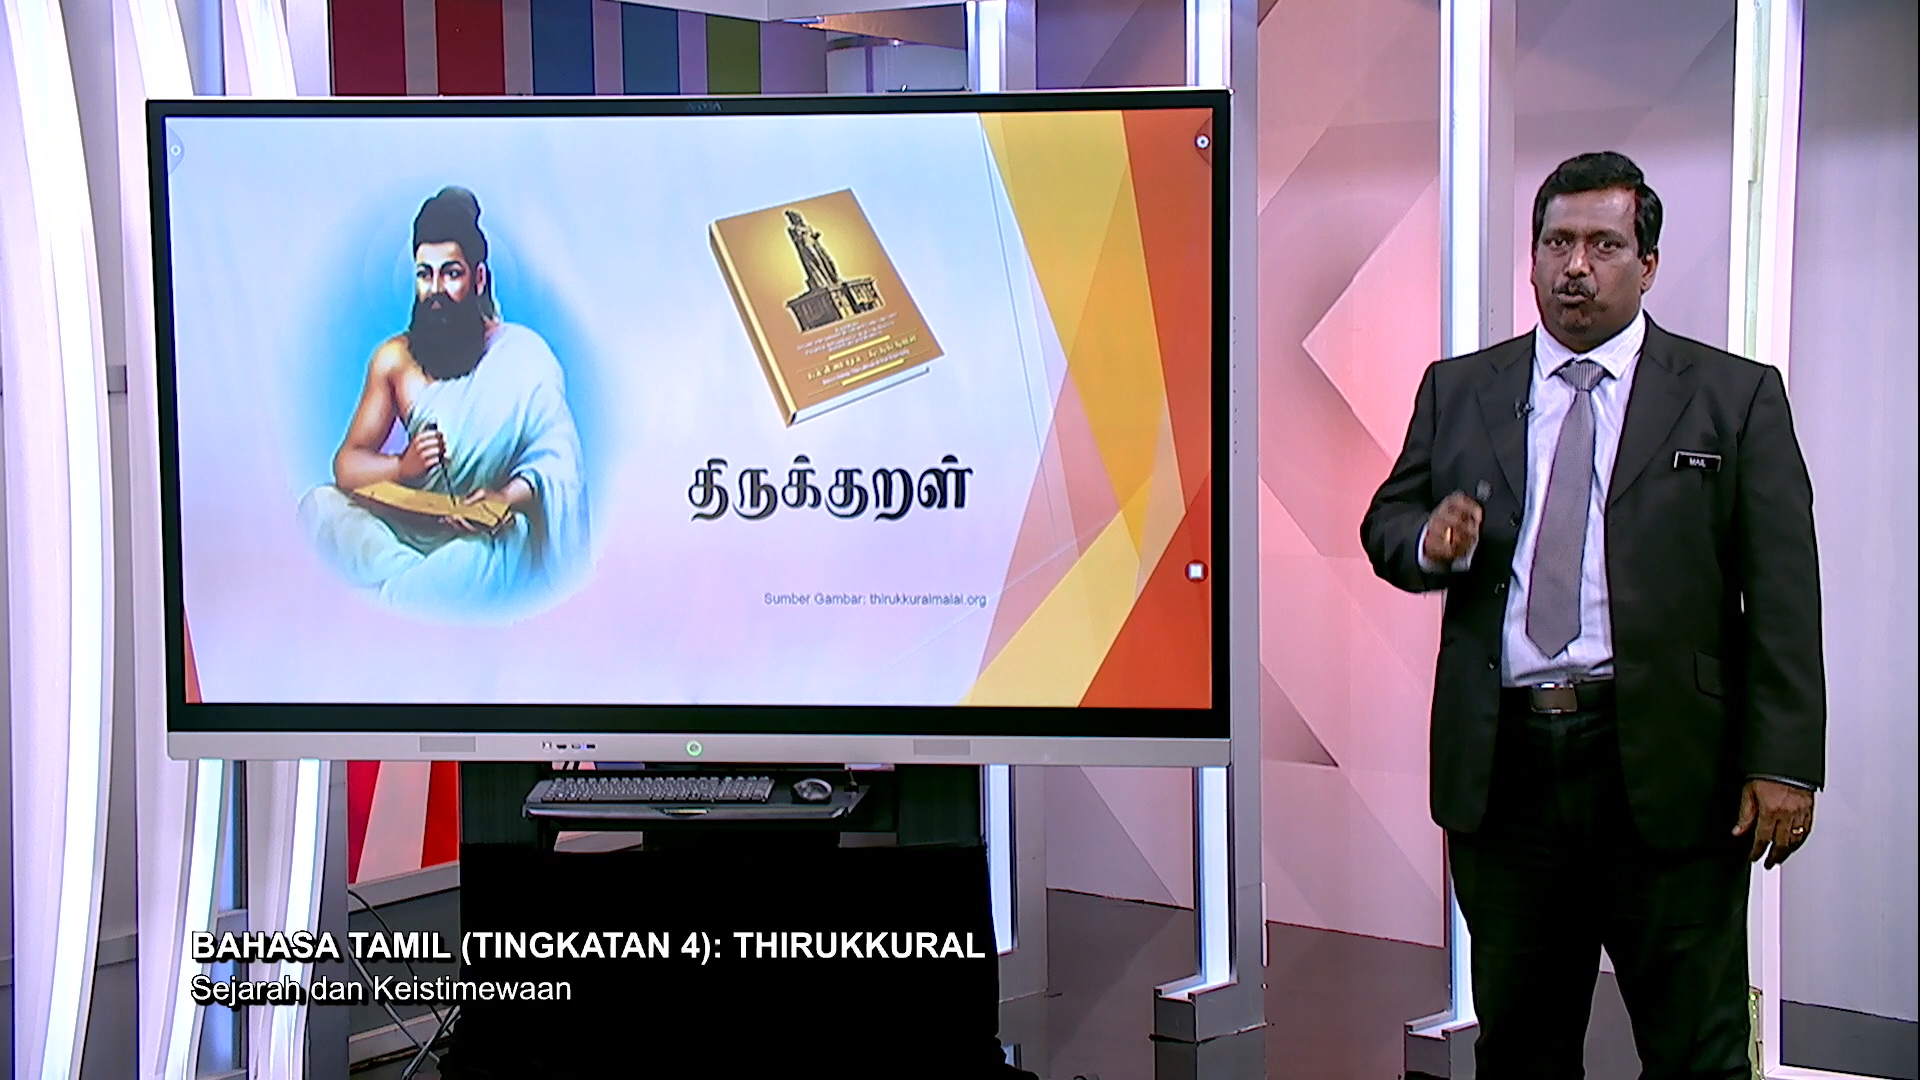 திருக்குறள்
Sumber Gambar: thirukkuralmalai.org
BAHASA TAMIL (TINGKATAN 4): THIRUKKURAL
Sejarah dan Keistimewaan